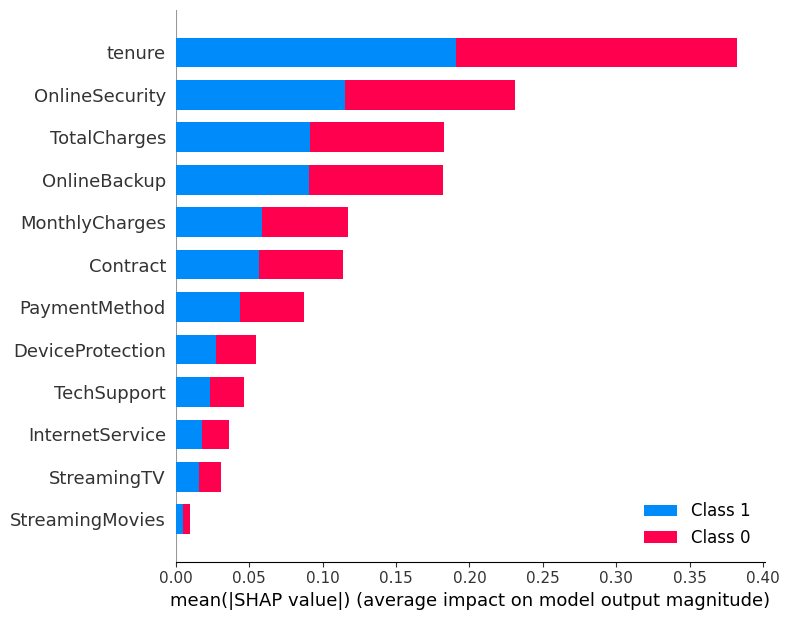 tenure
OnlineSecurity
TotalCharges
OnlineBackup
MonthlyCharges
Contract
PaymentMethod
DeviceProtection
TechSupport
InternetService
StreamingTV
StreamingMovies
Class 1
Class 0
0.00 0.05 0.10 0.15 0.20 0.25 0.30 0.35 0.40
mean(|SHAP value|) (average impact on model output magnitude)